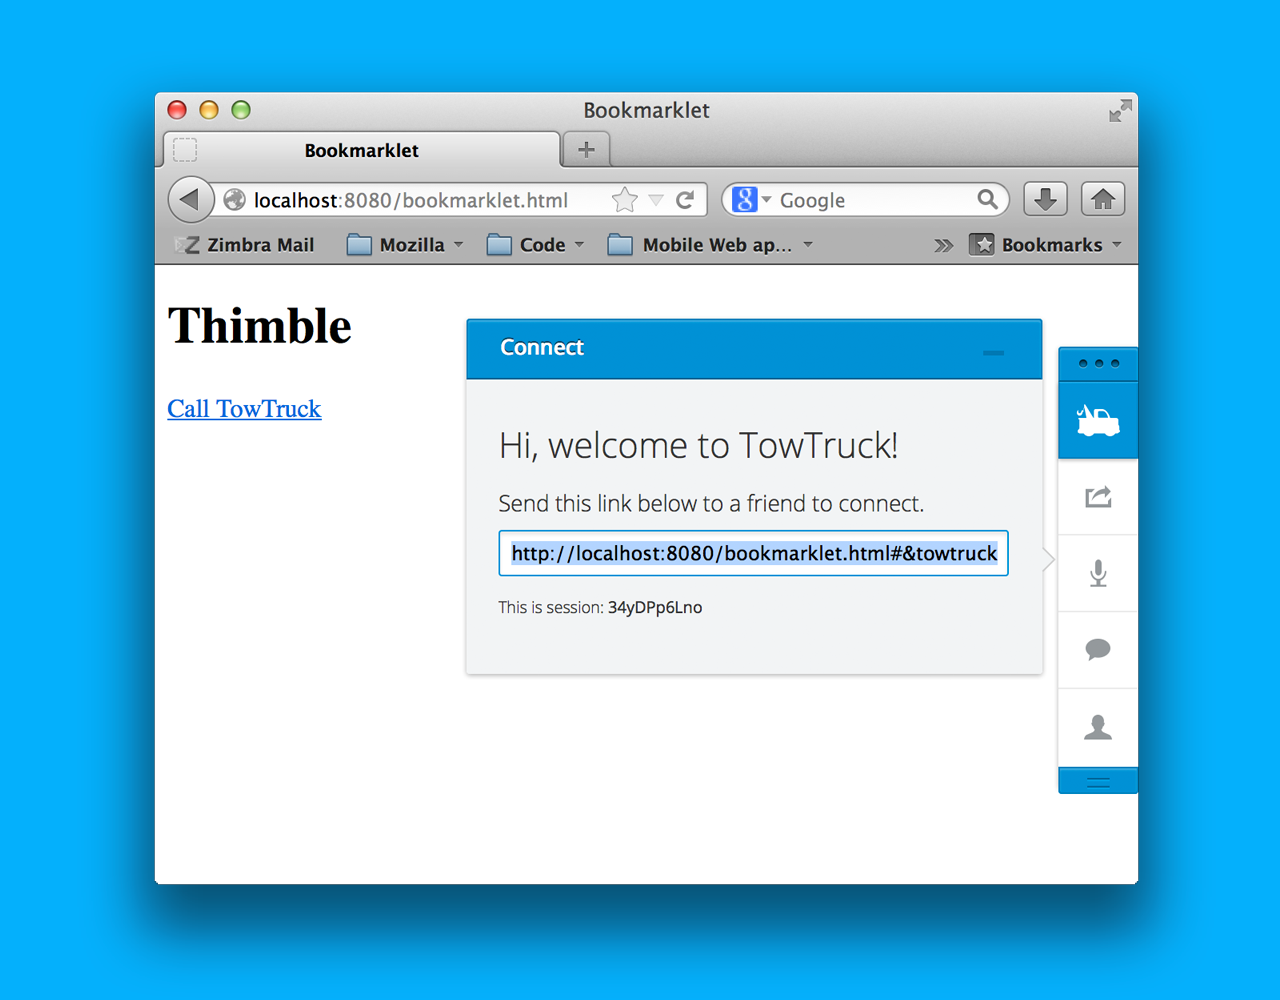 Bookmarklet
Bookmarklet
localhost:8080/bookmarklet.html
Google
Zimbra Mail
Mozilla
Code
Mobile Web ap...
Bookmarks
Thimble
Call TowTruck
Connect
Hi, welcome to TowTruck!
Send this link below to a friend to connect.
http://localhost:8080/bookmarklet.html#&towtruck
This is session: 34yDPp6Lno